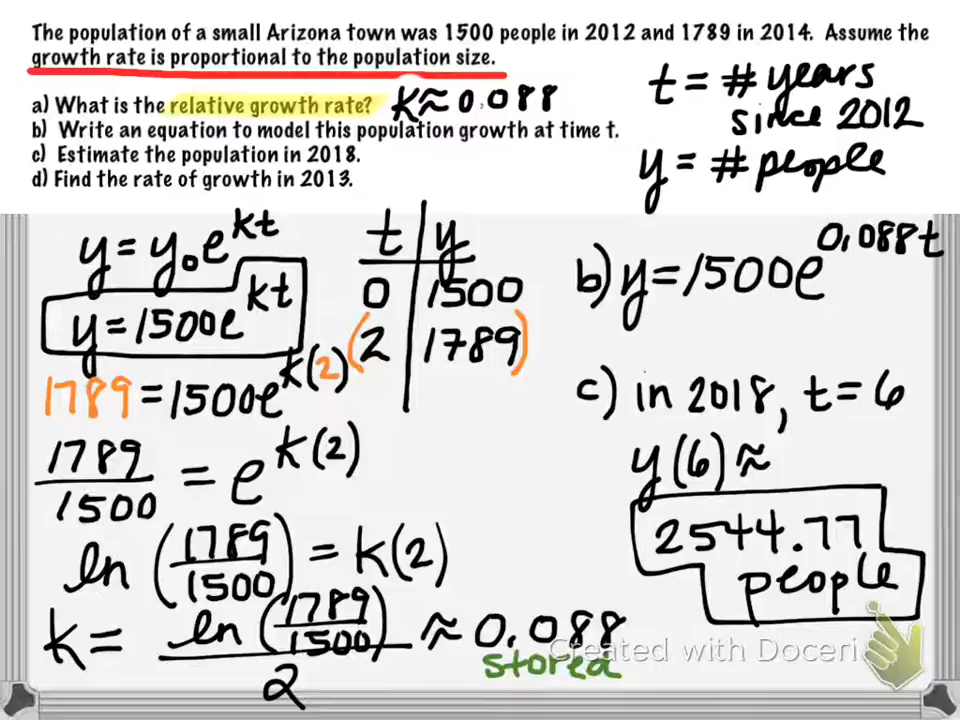 The population of a small Arizona town was 1500 people in 2012 and 1789 in 2014. Assume the
growth rate is proportional to the population size.
a) What is the relative growth rate? k≈0.088
b) Write an equation to model this population growth at time t.
c) Estimate the population in 2018.
d) Find the rate of growth in 2013.
t = # years
since 2012
y = # people
y = y₀e^kt
y = 1500e^kt
1789 = 1500e^k(2)
1789/1500 = e^k(2)
ln(1789/1500) = k(2)
k = ln(1789/1500)/2 ≈ 0.088
stored
t | y
0 | 1500
(2 | 1789)
b) y = 1500e^0.088t
c) in 2018, t = 6
y(6) ≈
2544.77
people
Created with Doceri